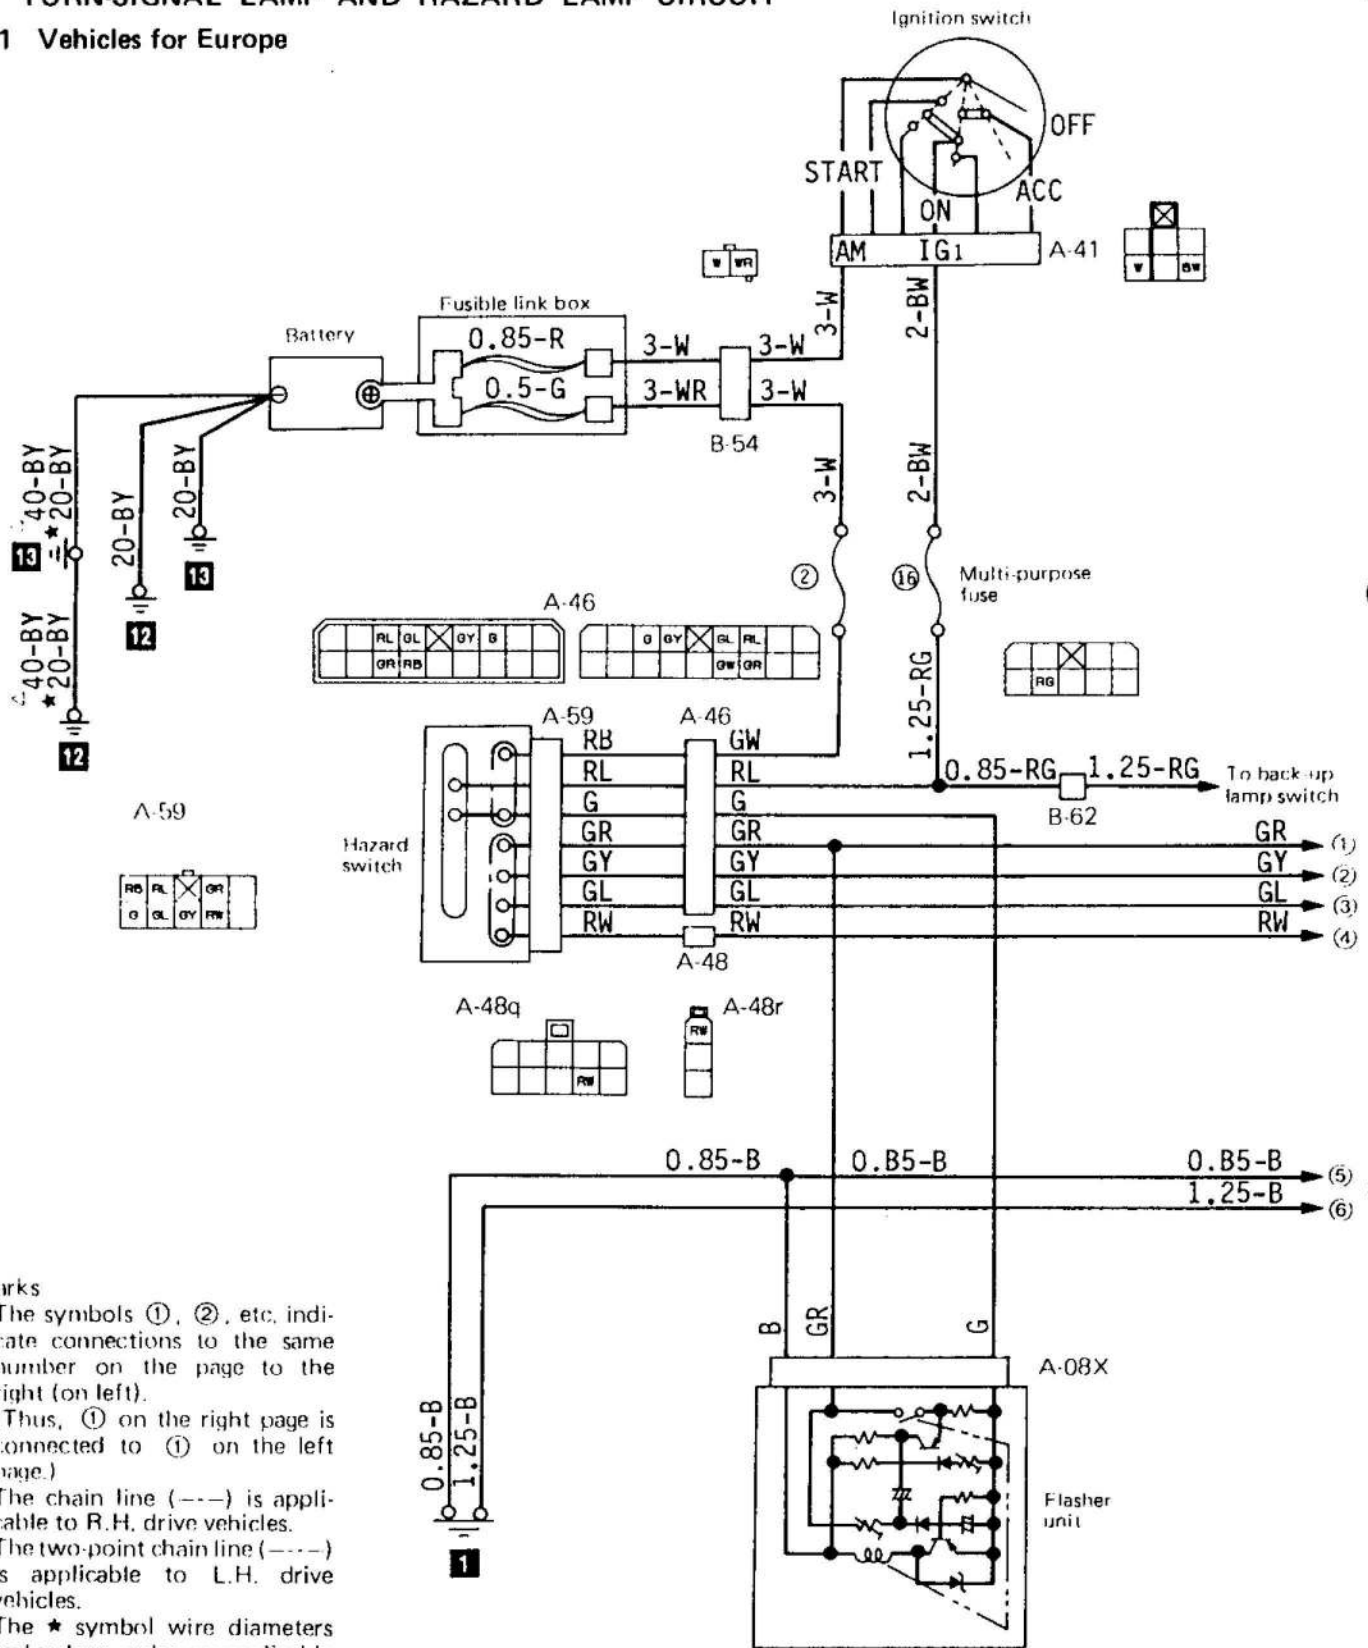 TURN-SIGNAL LAMP AND HAZARD LAMP CIRCUIT
1 Vehicles for Europe
Ignition switch
OFF
START
ACC
ON
AM IG1
A-41
W BW
W WR
3-W
2-BW
Fusible link box
Battery
0.85-R
0.5-G
3-W
3-W
3-WR
3-W
B-54
40-BY
★20-BY
20-BY
20-BY
13
13
12
40-BY
★20-BY
12
3-W
2-BW
②
⑯
Multi-purpose
fuse
A-46
RL GL GY G
GR RB
G GY GL RL
GW GR
RG
1.25-RG
A-59
A-46
RB GW
RL RL
0.85-RG
1.25-RG
To back-up
lamp switch
B-62
G G
GR GR GR ①
GY GY GY ②
GL GL GL ③
RW RW RW ④
Hazard
switch
A-59
RB RL GR
G GL GY RW
A-48
A-48q
RW
A-48r
RW
0.85-B
0.B5-B
0.B5-B
⑤
1.25-B
⑥
B
GR
G
A-08X
Flasher
unit
0.85-B
1.25-B
1
arks
The symbols ①, ②, etc. indi-
cate connections to the same
number on the page to the
right (on left).
Thus, ① on the right page is
connected to ① on the left
page.)
The chain line (—·—) is appli-
cable to R.H. drive vehicles.
The two-point chain line (—··—)
is applicable to L.H. drive
vehicles.
The ★ symbol wire diameters